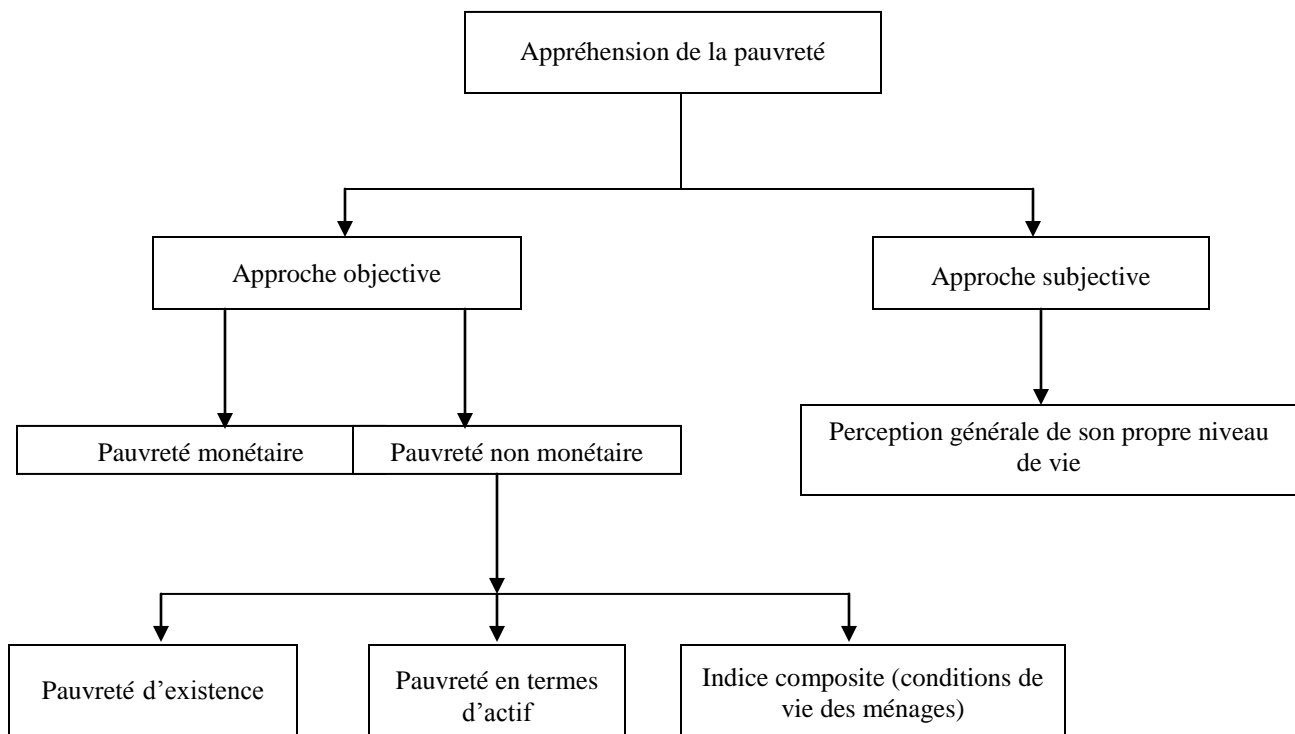 Appréhension de la pauvreté
Approche objective
Approche subjective
Pauvreté monétaire
Pauvreté non monétaire
Perception générale de son propre niveau
de vie
Pauvreté d’existence
Pauvreté en termes
d’actif
Indice composite (conditions de
vie des ménages)